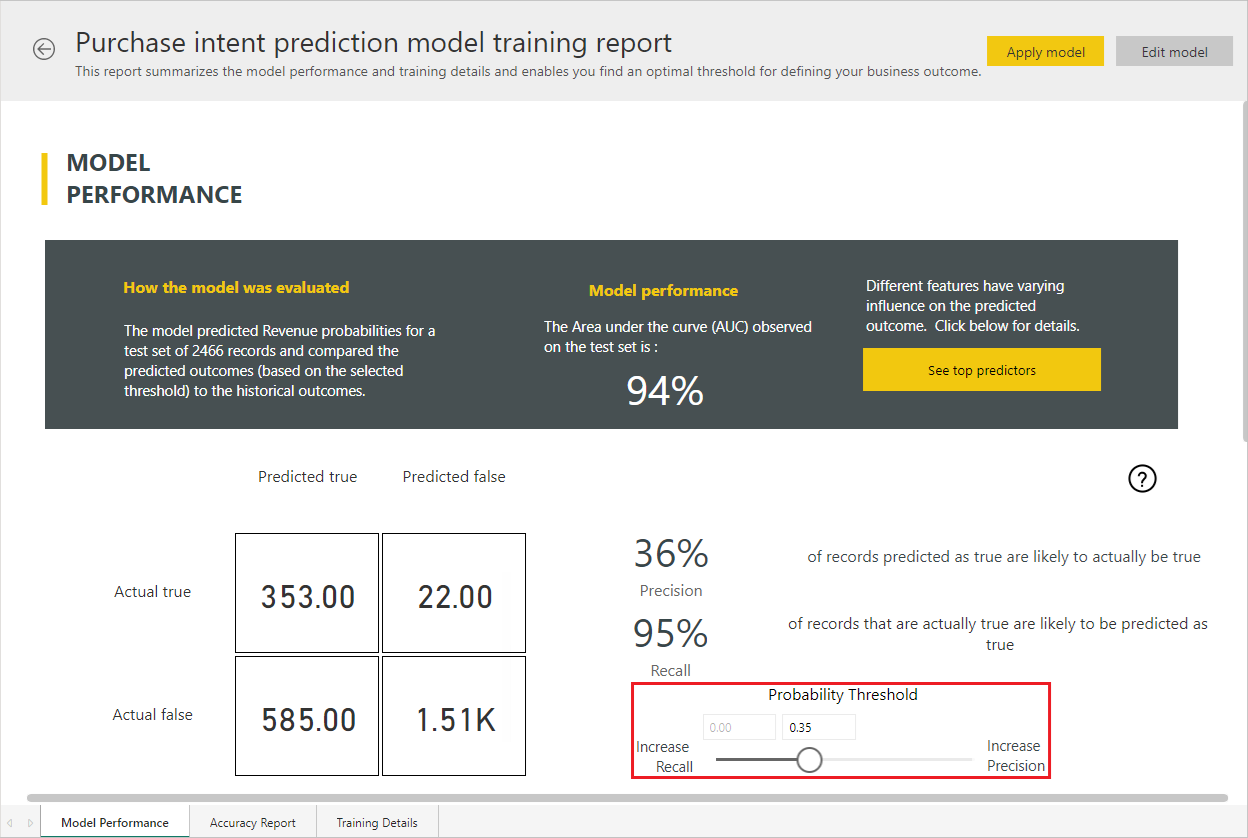 Purchase intent prediction model training report
This report summarizes the model performance and training details and enables you find an optimal threshold for defining your business outcome.
Apply model
Edit model
MODEL
PERFORMANCE
How the model was evaluated
The model predicted Revenue probabilities for a
test set of 2466 records and compared the
predicted outcomes (based on the selected
threshold) to the historical outcomes.
Model performance
The Area under the curve (AUC) observed
on the test set is :
94%
Different features have varying
influence on the predicted
outcome.  Click below for details.
See top predictors
Predicted true
Predicted false
?
Actual true
353.00
22.00
Actual false
585.00
1.51K
36%
Precision
of records predicted as true are likely to actually be true
95%
Recall
of records that are actually true are likely to be predicted as
true
Probability Threshold
0.00
0.35
Increase
Recall
Increase
Precision
Model Performance
Accuracy Report
Training Details